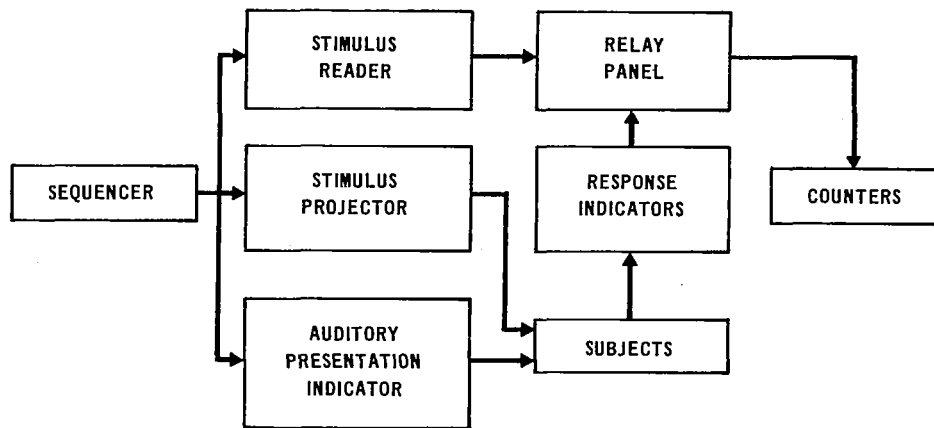 STIMULUS
READER
RELAY
PANEL
SEQUENCER
STIMULUS
PROJECTOR
RESPONSE
INDICATORS
COUNTERS
AUDITORY
PRESENTATION
INDICATOR
SUBJECTS